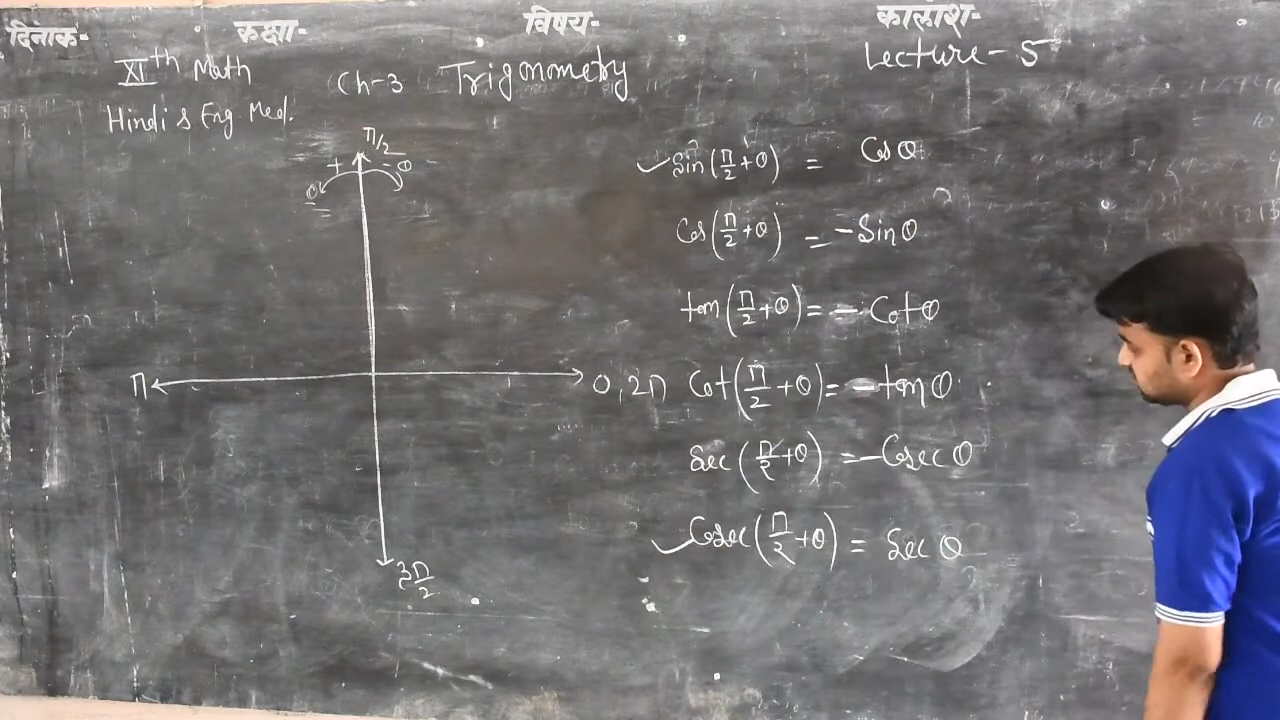 दिनाक- कक्षा- विषय- कालांश-
XIth Math Ch-3 Trigonometry Lecture-5
Hindi & Eng Med.
π/2
+ -θ
θ
π
0, 2π
3π/2
✓ Sin(π/2+θ) = Cosθ
Cos(π/2+θ) = -Sinθ
tan(π/2+θ) = -Cotθ
Cot(π/2+θ) = -tanθ
Sec(π/2+θ) = -Cosecθ
✓ Cosec(π/2+θ) = Secθ